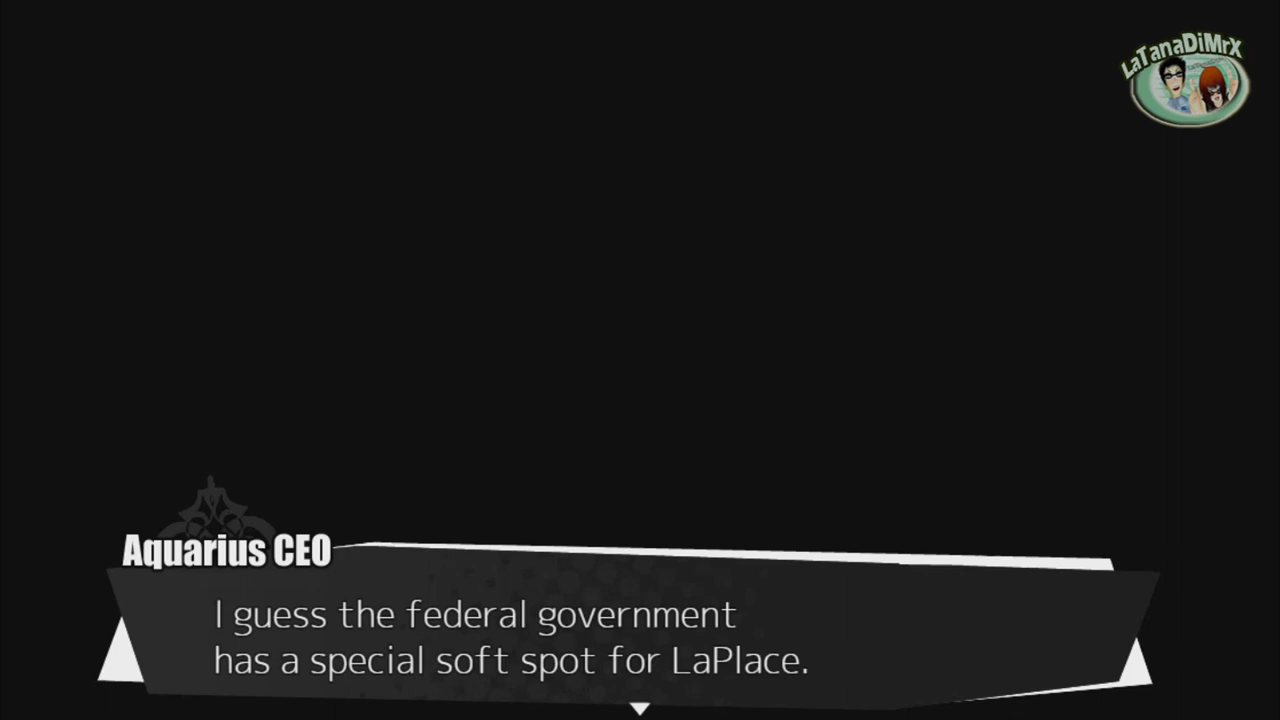 LaTanaDiMrX
Aquarius CEO
I guess the federal government
has a special soft spot for LaPlace.